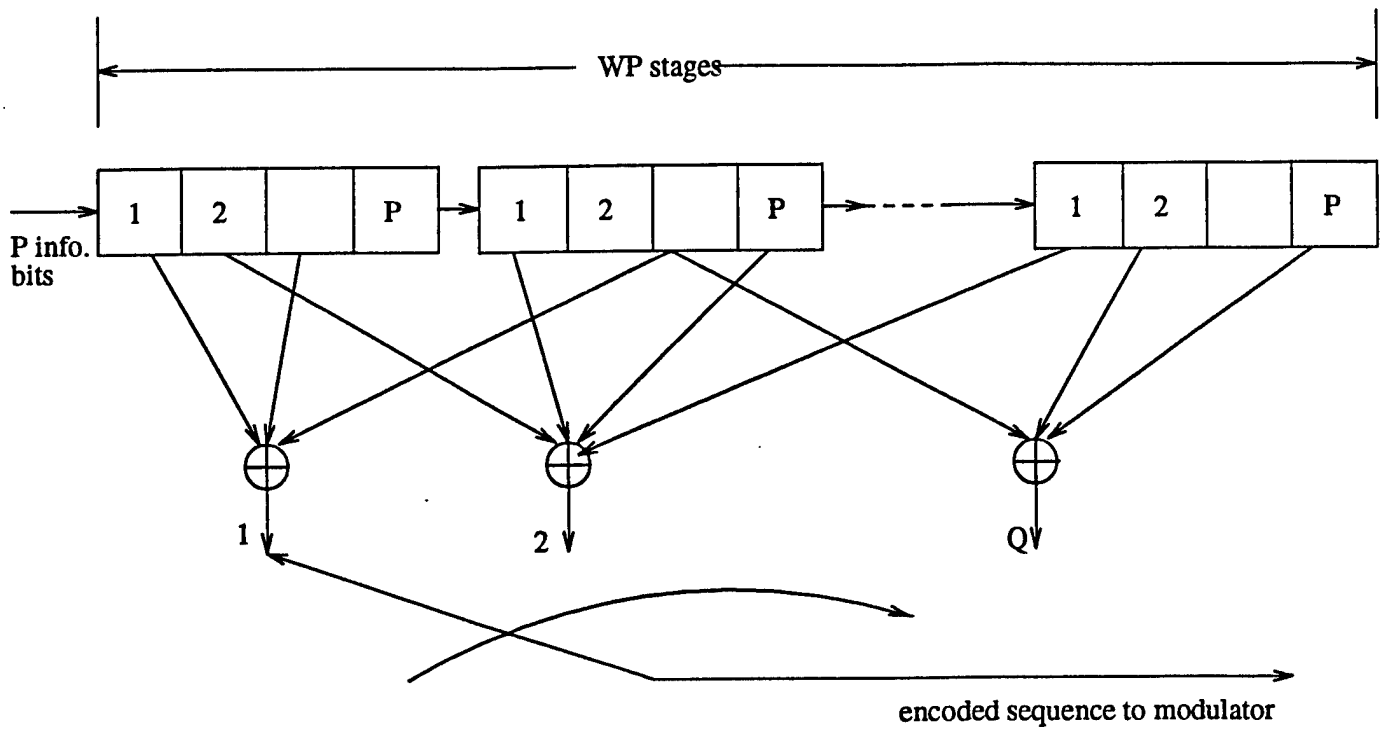 WP stages
1 2 P 1 2 P 1 2 P
P info.
bits
1 2 Q
encoded sequence to modulator